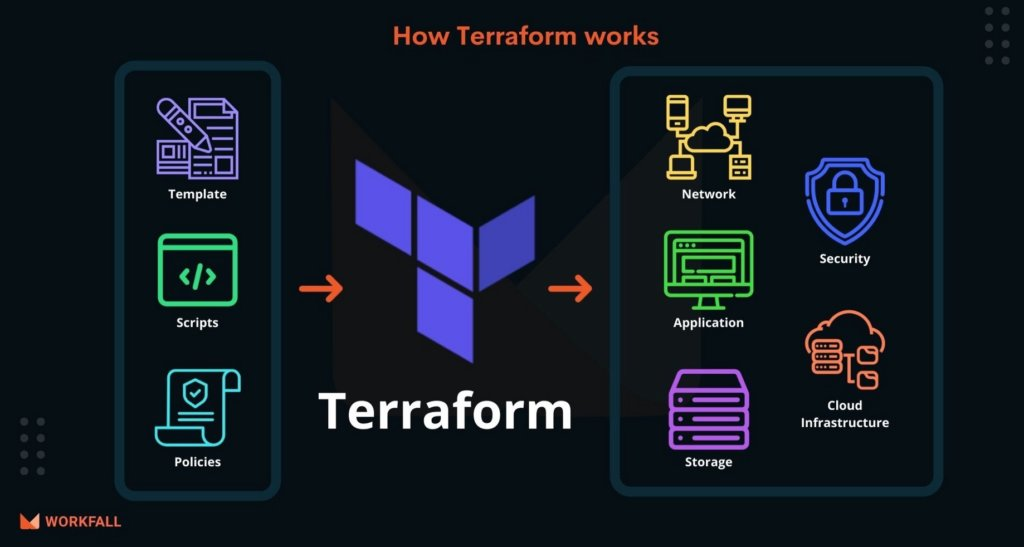 How Terraform works
Template
Scripts
Policies
Terraform
Network
Application
Storage
Security
Cloud
Infrastructure
WORKFALL